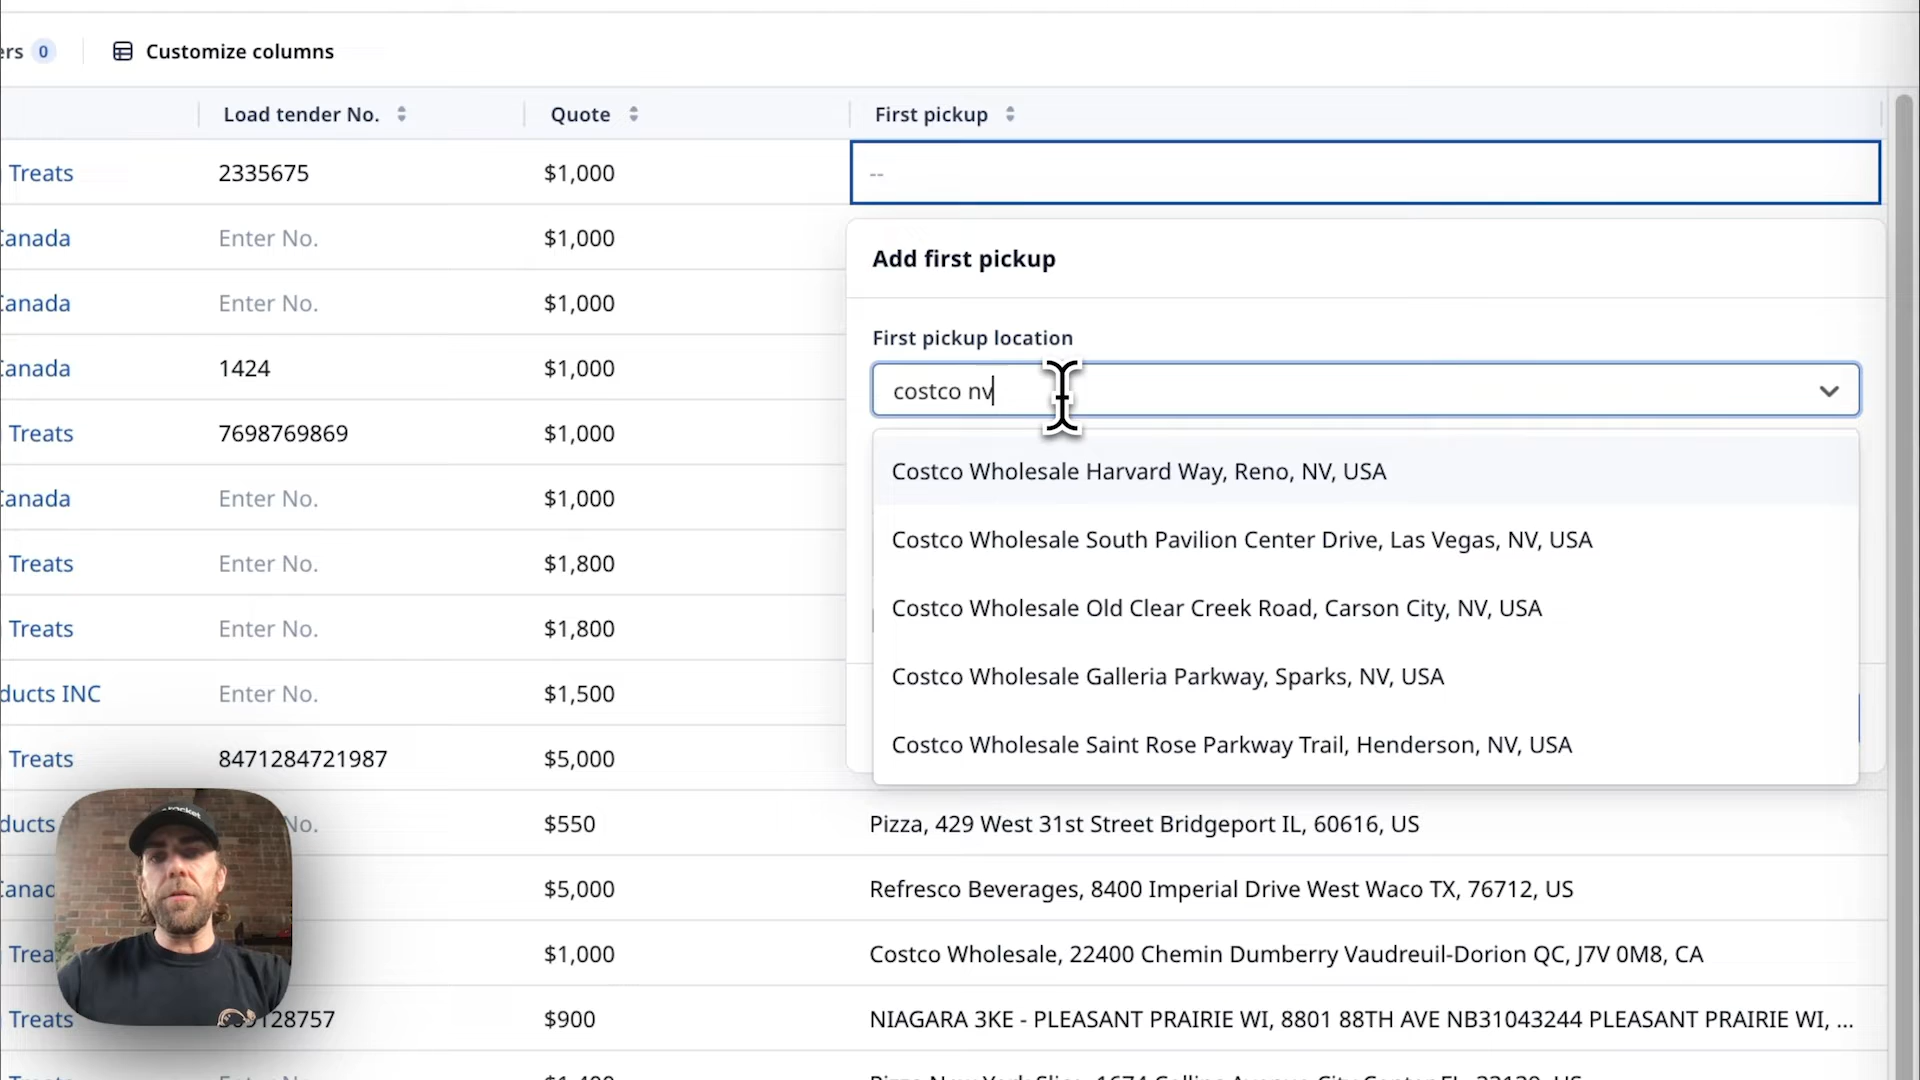 ers 0 Customize columns
Load tender No. Quote First pickup
Treats 2335675 $1,000 --
Canada Enter No. $1,000
Add first pickup
Canada Enter No. $1,000
First pickup location
Canada 1424 $1,000
costco nv
Treats 7698769869 $1,000
Costco Wholesale Harvard Way, Reno, NV, USA
Canada Enter No. $1,000
Costco Wholesale South Pavilion Center Drive, Las Vegas, NV, USA
Treats Enter No. $1,800
Costco Wholesale Old Clear Creek Road, Carson City, NV, USA
Treats Enter No. $1,800
Costco Wholesale Galleria Parkway, Sparks, NV, USA
ducts INC Enter No. $1,500
Costco Wholesale Saint Rose Parkway Trail, Henderson, NV, USA
Treats 8471284721987 $5,000
ducts No. $550 Pizza, 429 West 31st Street Bridgeport IL, 60616, US
Canad $5,000 Refresco Beverages, 8400 Imperial Drive West Waco TX, 76712, US
Trea $1,000 Costco Wholesale, 22400 Chemin Dumberry Vaudreuil-Dorion QC, J7V 0M8, CA
Treats 128757 $900 NIAGARA 3KE - PLEASANT PRAIRIE WI, 8801 88TH AVE NB31043244 PLEASANT PRAIRIE WI, ...